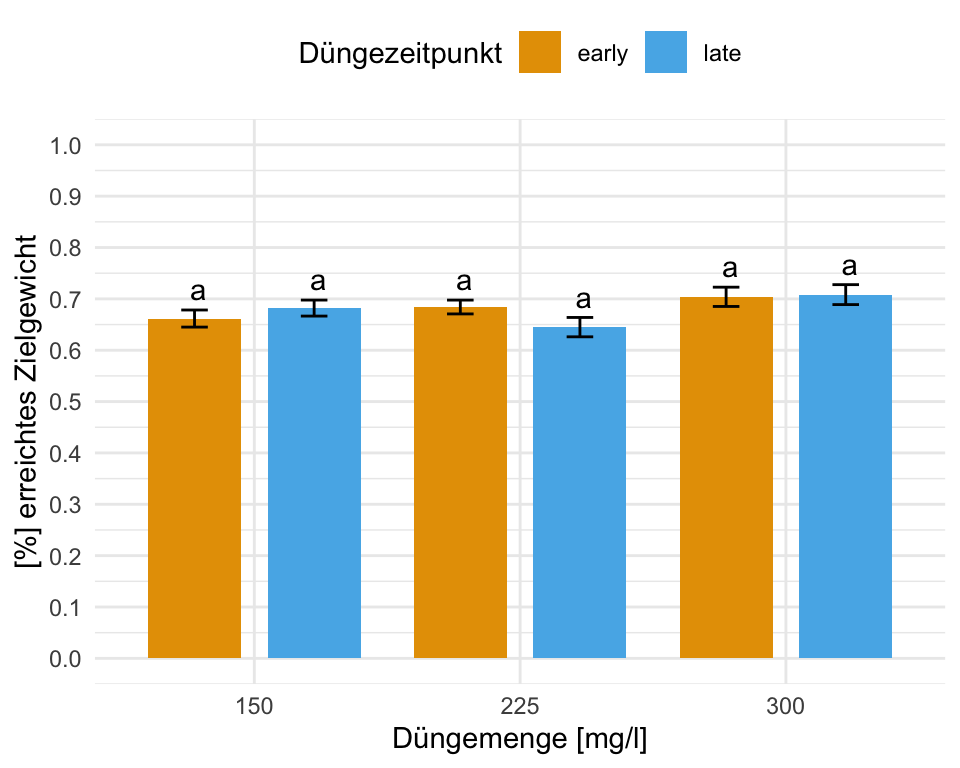 Düngezeitpunkt early late
1.0
0.9
0.8
0.7
0.6
0.5
0.4
0.3
0.2
0.1
0.0
[%] erreichtes Zielgewicht
a a a a a a
150 225 300
Düngemenge [mg/l]